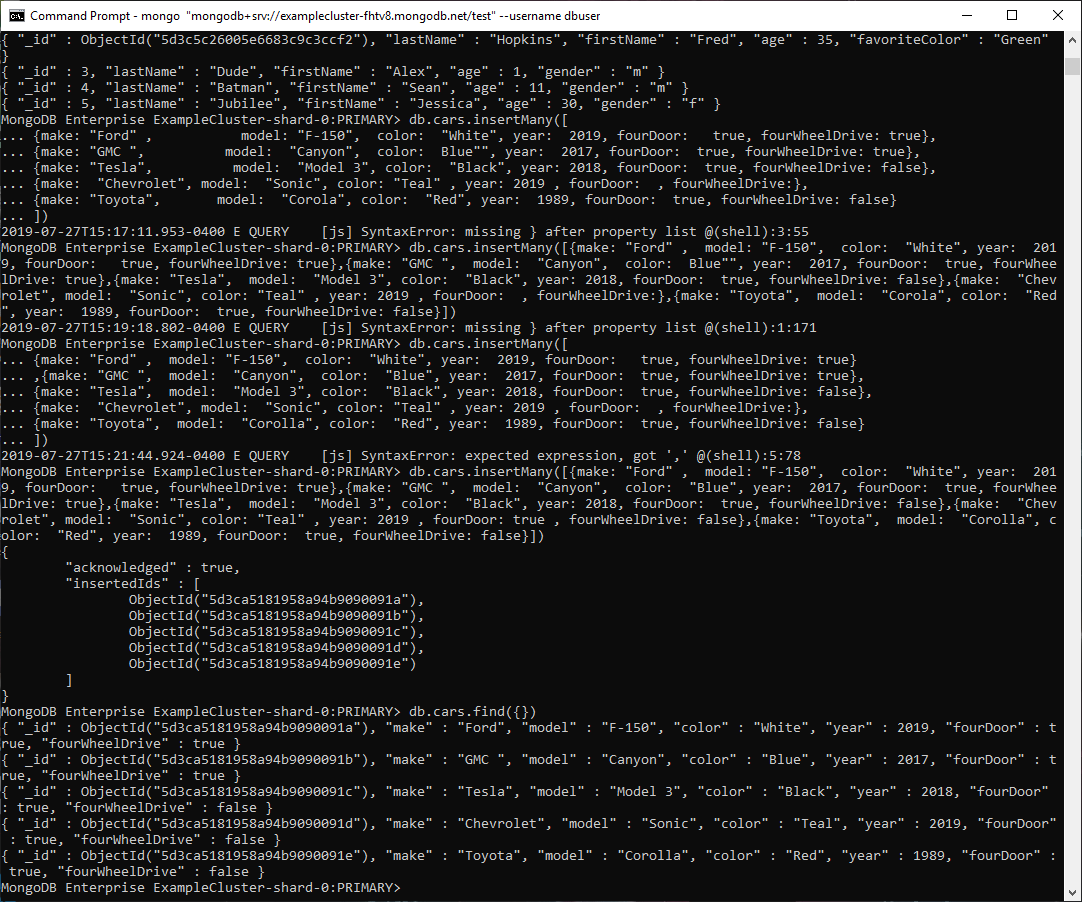 Command Prompt - mongo "mongodb+srv://examplecluster-fhtv8.mongodb.net/test" --username dbuser
{ "_id" : ObjectId("5d3c5c26005e6683c9c3ccf2"), "lastName" : "Hopkins", "firstName" : "Fred", "age" : 35, "favoriteColor" : "Green"
}
{ "_id" : 3, "lastName" : "Dude", "firstName" : "Alex", "age" : 1, "gender" : "m" }
{ "_id" : 4, "lastName" : "Batman", "firstName" : "Sean", "age" : 11, "gender" : "m" }
{ "_id" : 5, "lastName" : "Jubilee", "firstName" : "Jessica", "age" : 30, "gender" : "f" }
MongoDB Enterprise ExampleCluster-shard-0:PRIMARY> db.cars.insertMany([
... {make: "Ford" ,           model: "F-150",  color:  "White", year:  2019, fourDoor:   true, fourWheelDrive: true},
... {make: "GMC ",          model:  "Canyon",  color:  Blue"", year:  2017, fourDoor:  true, fourWheelDrive: true},
... {make: "Tesla",          model:  "Model 3", color:  "Black", year: 2018, fourDoor:  true, fourWheelDrive: false},
... {make:  "Chevrolet", model:  "Sonic", color: "Teal" , year: 2019 , fourDoor:  , fourWheelDrive:},
... {make: "Toyota",       model:  "Corola", color:  "Red", year:  1989, fourDoor:  true, fourWheelDrive: false}
... ])
2019-07-27T15:17:11.953-0400 E QUERY    [js] SyntaxError: missing } after property list @(shell):3:55
MongoDB Enterprise ExampleCluster-shard-0:PRIMARY> db.cars.insertMany([{make: "Ford" ,  model: "F-150",  color:  "White", year:  201
9, fourDoor:   true, fourWheelDrive: true},{make: "GMC ",  model:  "Canyon",  color:  Blue"", year:  2017, fourDoor:  true, fourWhee
lDrive: true},{make: "Tesla",  model:  "Model 3", color:  "Black", year: 2018, fourDoor:  true, fourWheelDrive: false},{make:  "Chev
rolet", model:  "Sonic", color: "Teal" , year: 2019 , fourDoor:  , fourWheelDrive:},{make: "Toyota",  model:  "Corola", color:  "Red
", year:  1989, fourDoor:  true, fourWheelDrive: false}])
2019-07-27T15:19:18.802-0400 E QUERY    [js] SyntaxError: missing } after property list @(shell):1:171
MongoDB Enterprise ExampleCluster-shard-0:PRIMARY> db.cars.insertMany([
... {make: "Ford" ,  model: "F-150",  color:  "White", year:  2019, fourDoor:   true, fourWheelDrive: true}
... ,{make: "GMC ",  model:  "Canyon",  color:  "Blue", year:  2017, fourDoor:  true, fourWheelDrive: true},
... {make: "Tesla",  model:  "Model 3", color:  "Black", year: 2018, fourDoor:  true, fourWheelDrive: false},
... {make:  "Chevrolet", model:  "Sonic", color: "Teal" , year: 2019 , fourDoor:  , fourWheelDrive:},
... {make: "Toyota",  model:  "Corolla", color:  "Red", year:  1989, fourDoor:  true, fourWheelDrive: false}
... ])
2019-07-27T15:21:44.924-0400 E QUERY    [js] SyntaxError: expected expression, got ',' @(shell):5:78
MongoDB Enterprise ExampleCluster-shard-0:PRIMARY> db.cars.insertMany([{make: "Ford" ,  model: "F-150",  color:  "White", year:  201
9, fourDoor:   true, fourWheelDrive: true},{make: "GMC ",  model:  "Canyon",  color:  "Blue", year:  2017, fourDoor:  true, fourWhee
lDrive: true},{make: "Tesla",  model:  "Model 3", color:  "Black", year: 2018, fourDoor:  true, fourWheelDrive: false},{make:  "Chev
rolet", model:  "Sonic", color: "Teal" , year: 2019 , fourDoor: true , fourWheelDrive: false},{make: "Toyota",  model:  "Corolla", c
olor:  "Red", year:  1989, fourDoor:  true, fourWheelDrive: false}])
{
        "acknowledged" : true,
        "insertedIds" : [
                ObjectId("5d3ca5181958a94b9090091a"),
                ObjectId("5d3ca5181958a94b9090091b"),
                ObjectId("5d3ca5181958a94b9090091c"),
                ObjectId("5d3ca5181958a94b9090091d"),
                ObjectId("5d3ca5181958a94b9090091e")
        ]
}
MongoDB Enterprise ExampleCluster-shard-0:PRIMARY> db.cars.find({})
{ "_id" : ObjectId("5d3ca5181958a94b9090091a"), "make" : "Ford", "model" : "F-150", "color" : "White", "year" : 2019, "fourDoor" : t
rue, "fourWheelDrive" : true }
{ "_id" : ObjectId("5d3ca5181958a94b9090091b"), "make" : "GMC ", "model" : "Canyon", "color" : "Blue", "year" : 2017, "fourDoor" : t
rue, "fourWheelDrive" : true }
{ "_id" : ObjectId("5d3ca5181958a94b9090091c"), "make" : "Tesla", "model" : "Model 3", "color" : "Black", "year" : 2018, "fourDoor"
: true, "fourWheelDrive" : false }
{ "_id" : ObjectId("5d3ca5181958a94b9090091d"), "make" : "Chevrolet", "model" : "Sonic", "color" : "Teal", "year" : 2019, "fourDoor"
 : true, "fourWheelDrive" : false }
{ "_id" : ObjectId("5d3ca5181958a94b9090091e"), "make" : "Toyota", "model" : "Corolla", "color" : "Red", "year" : 1989, "fourDoor" :
 true, "fourWheelDrive" : false }
MongoDB Enterprise ExampleCluster-shard-0:PRIMARY>